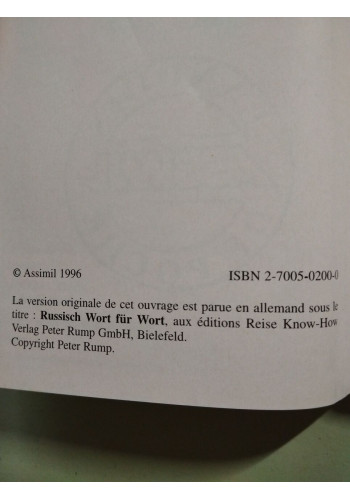 © Assimil 1996 ISBN 2-7005-0200-0
La version originale de cet ouvrage est parue en allemand sous le
titre : Russisch Wort für Wort, aux éditions Reise Know-How
Verlag Peter Rump GmbH, Bielefeld.
Copyright Peter Rump.